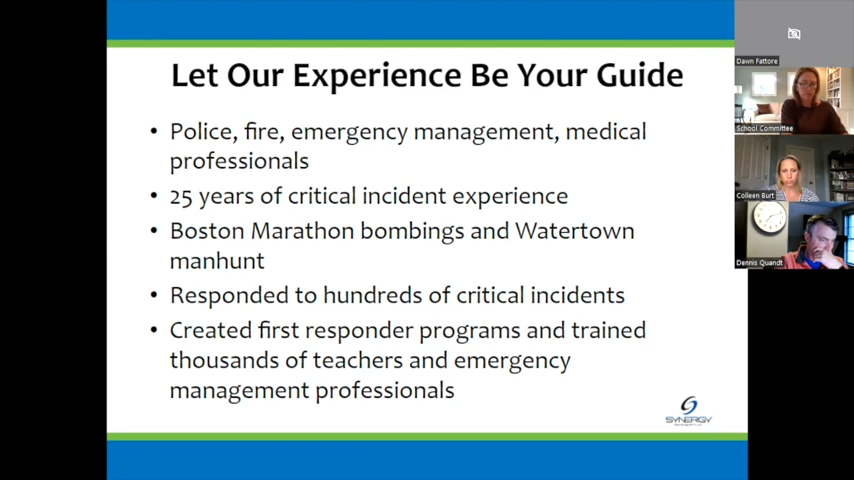 Let Our Experience Be Your Guide
• Police, fire, emergency management, medical
professionals
• 25 years of critical incident experience
• Boston Marathon bombings and Watertown
manhunt
• Responded to hundreds of critical incidents
• Created first responder programs and trained
thousands of teachers and emergency
management professionals
SYNERGY
Dawn Fattore
School Committee
Colleen Burt
Dennis Quandt